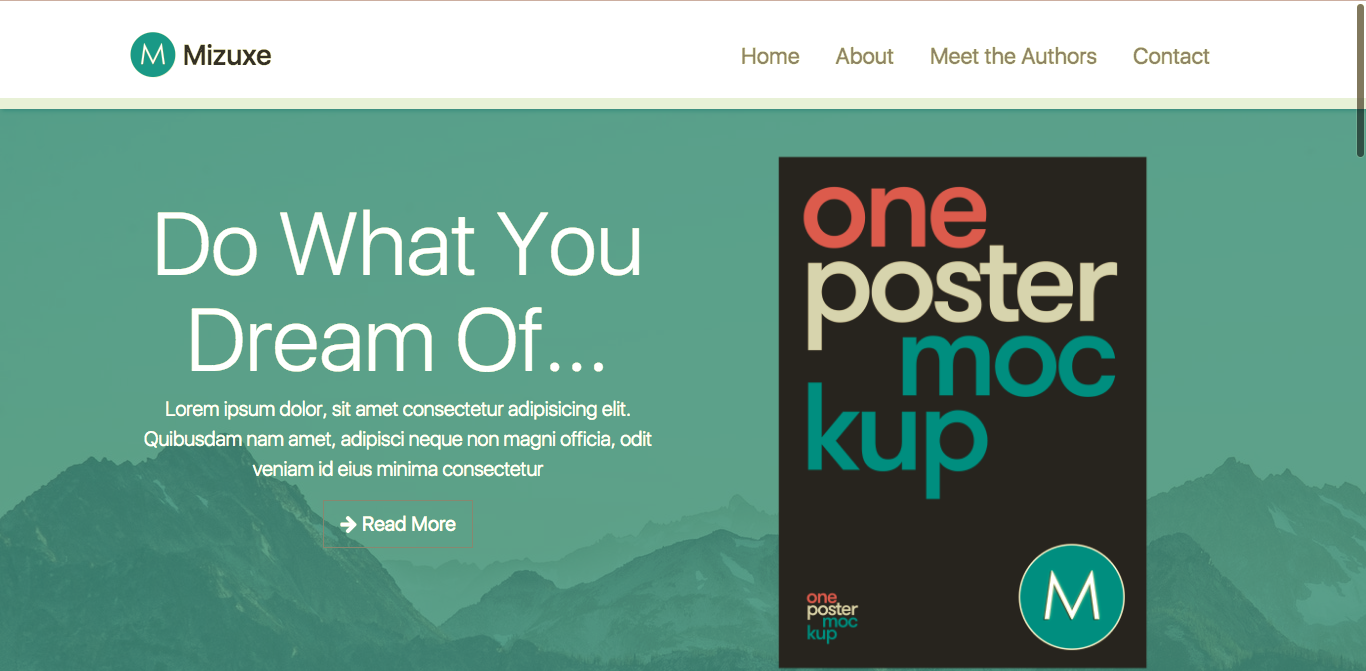 M Mizuxe
Home About Meet the Authors Contact
Do What You
Dream Of...
Lorem ipsum dolor, sit amet consectetur adipisicing elit.
Quibusdam nam amet, adipisci neque non magni officia, odit
veniam id eius minima consectetur
Read More
one
poster
moc
kup
one
poster
moc
kup
M